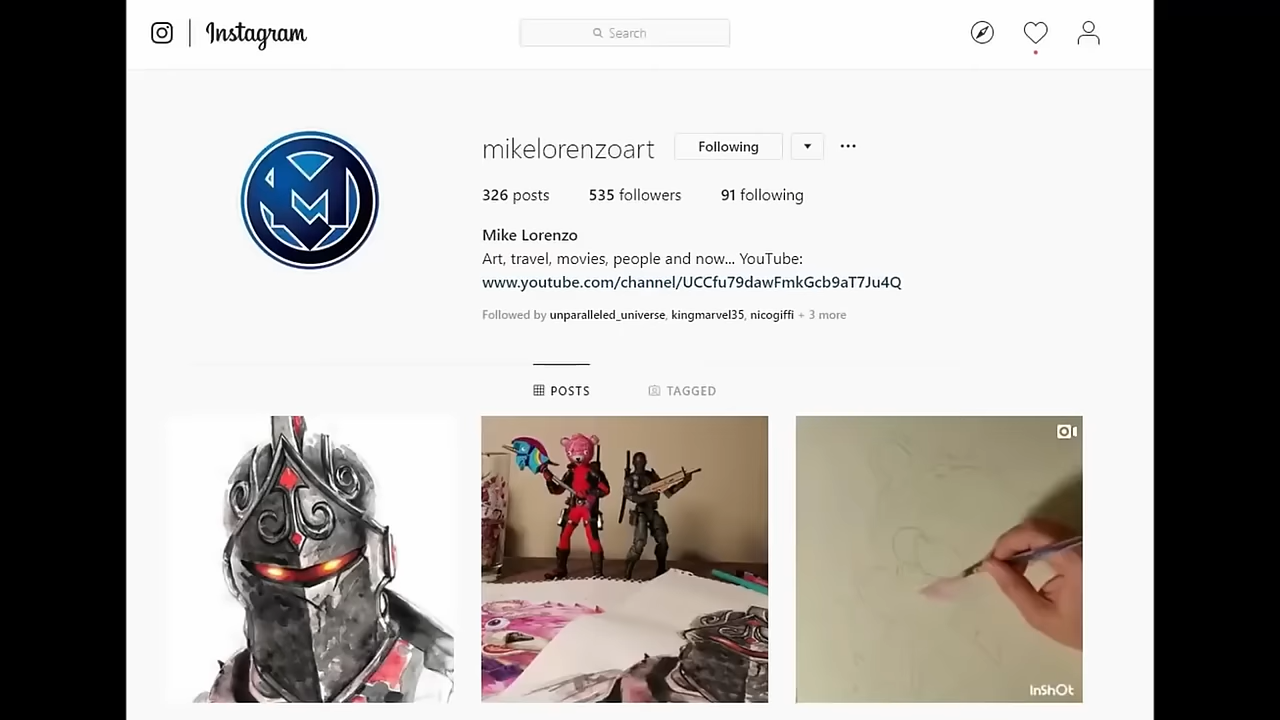 Instagram
Search
mikelorenzoart Following
326 posts 535 followers 91 following
Mike Lorenzo
Art, travel, movies, people and now... YouTube:
www.youtube.com/channel/UCCfu79dawFmkGcb9aT7Ju4Q
Followed by unparalleled_universe, kingmarvel35, nicogiffi + 3 more
POSTS TAGGED
InShOt